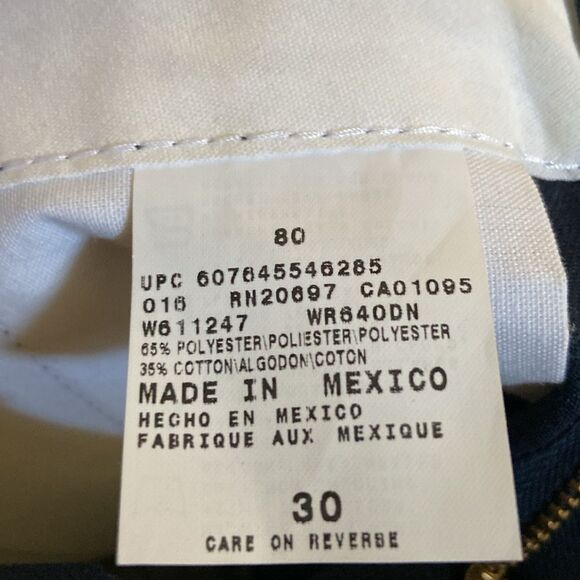 80
UPC 607645546285
016 RN20697 CA01095
W611247 WR640DN
65% POLYESTER\POLIESTER\POLYESTER
35% COTTON\ALGODON\COTON
MADE IN MEXICO
HECHO EN MEXICO
FABRIQUE AUX MEXIQUE
30
CARE ON REVERSE